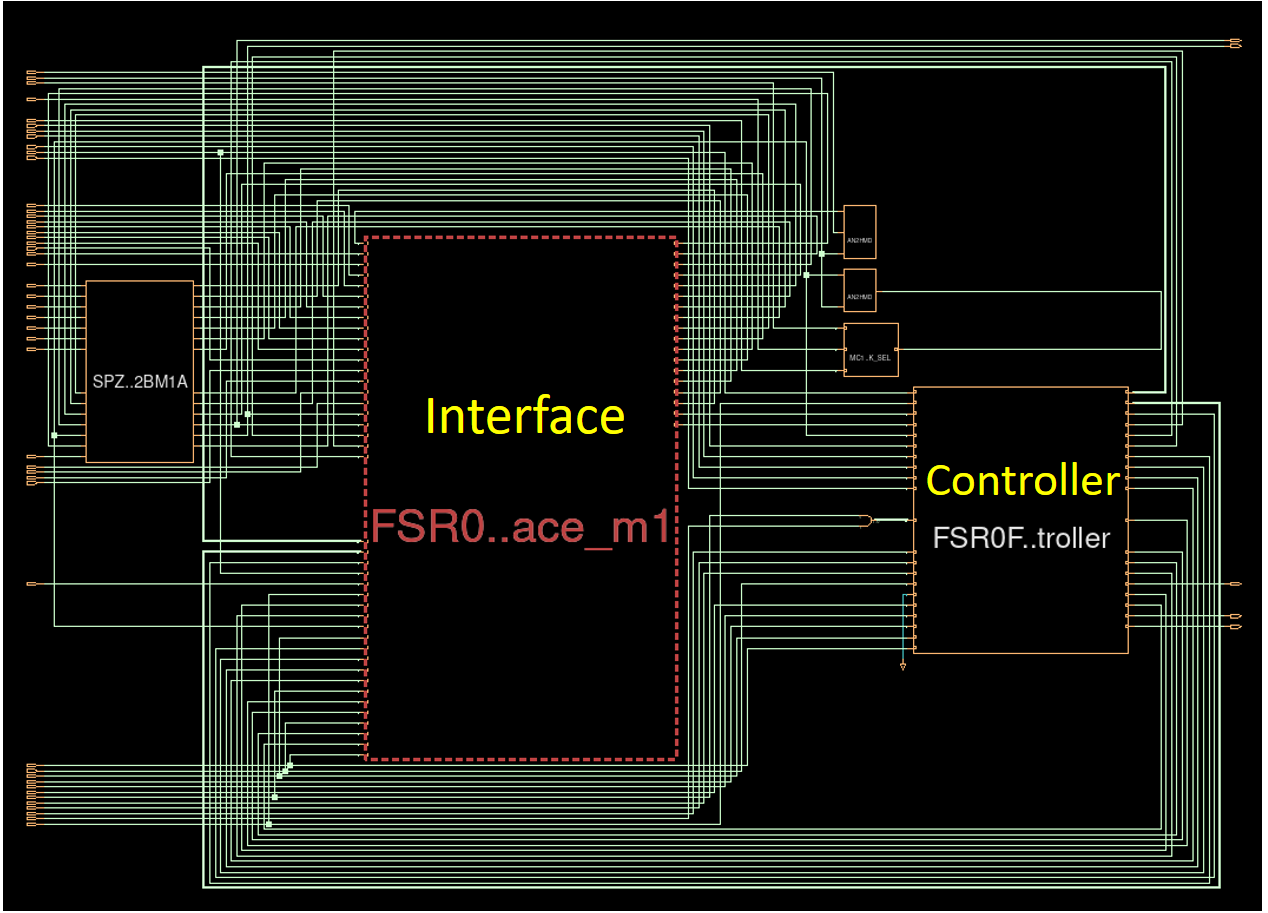 AN2HMD
AN2HMD
MC1..K_SEL
SPZ..2BM1A
Interface
FSR0..ace_m1
Controller
FSR0F..troller